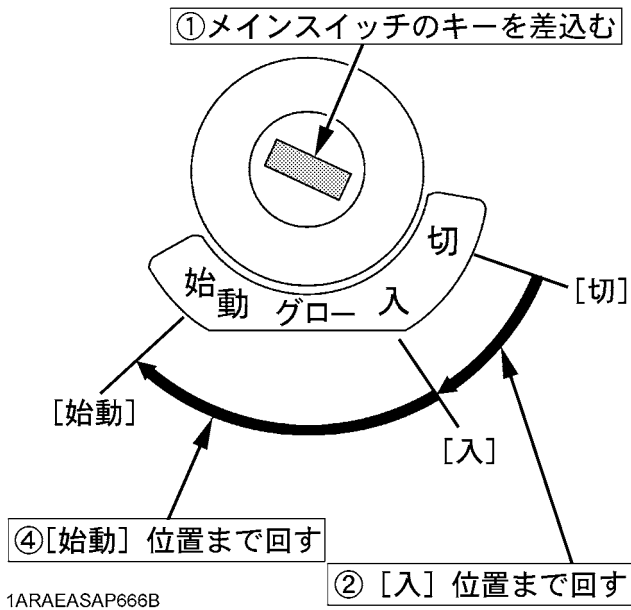 ①メインスイッチのキーを差込む
切
始動 グロー 入
[切]
[始動]
[入]
④[始動] 位置まで回す
② [入] 位置まで回す
1ARAEASAP666B